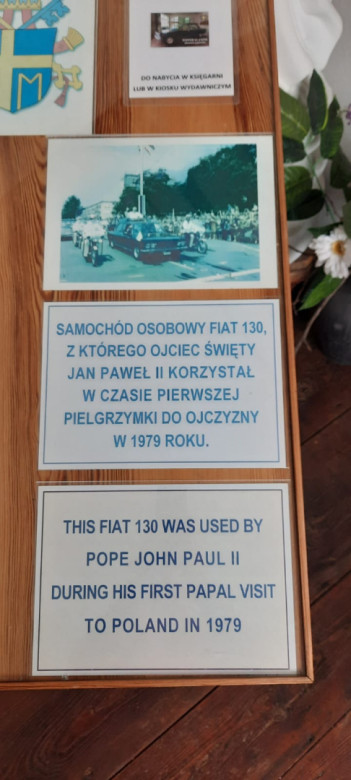 DO NABYCIA W KSIĘGARNI
LUB W KIOSKU WYDAWNICZYM
SAMOCHÓD OSOBOWY FIAT 130,
Z KTÓREGO OJCIEC ŚWIĘTY
JAN PAWEŁ II KORZYSTAŁ
W CZASIE PIERWSZEJ
PIELGRZYMKI DO OJCZYZNY
W 1979 ROKU.
THIS FIAT 130 WAS USED BY
POPE JOHN PAUL II
DURING HIS FIRST PAPAL VISIT
TO POLAND IN 1979